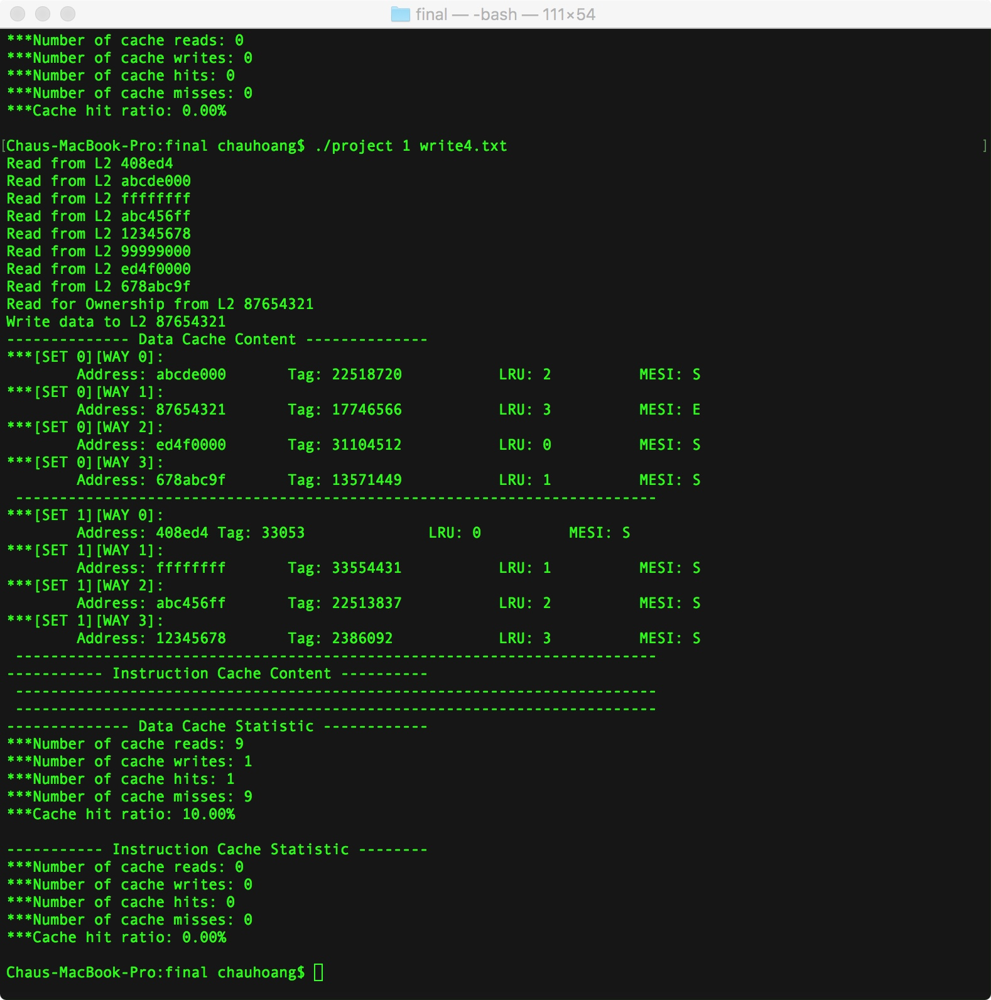 final — -bash — 111×54
***Number of cache reads: 0
***Number of cache writes: 0
***Number of cache hits: 0
***Number of cache misses: 0
***Cache hit ratio: 0.00%
[Chaus-MacBook-Pro:final chauhoang$ ./project 1 write4.txt ]
Read from L2 408ed4
Read from L2 abcde000
Read from L2 ffffffff
Read from L2 abc456ff
Read from L2 12345678
Read from L2 99999000
Read from L2 ed4f0000
Read from L2 678abc9f
Read for Ownership from L2 87654321
Write data to L2 87654321
-------------- Data Cache Content --------------
***[SET 0][WAY 0]:
Address: abcde000 Tag: 22518720 LRU: 2 MESI: S
***[SET 0][WAY 1]:
Address: 87654321 Tag: 17746566 LRU: 3 MESI: E
***[SET 0][WAY 2]:
Address: ed4f0000 Tag: 31104512 LRU: 0 MESI: S
***[SET 0][WAY 3]:
Address: 678abc9f Tag: 13571449 LRU: 1 MESI: S
-------------------------------------------------------------------------
***[SET 1][WAY 0]:
Address: 408ed4 Tag: 33053 LRU: 0 MESI: S
***[SET 1][WAY 1]:
Address: ffffffff Tag: 33554431 LRU: 1 MESI: S
***[SET 1][WAY 2]:
Address: abc456ff Tag: 22513837 LRU: 2 MESI: S
***[SET 1][WAY 3]:
Address: 12345678 Tag: 2386092 LRU: 3 MESI: S
-------------------------------------------------------------------------
----------- Instruction Cache Content ----------
-------------------------------------------------------------------------
-------------------------------------------------------------------------
-------------- Data Cache Statistic ------------
***Number of cache reads: 9
***Number of cache writes: 1
***Number of cache hits: 1
***Number of cache misses: 9
***Cache hit ratio: 10.00%
----------- Instruction Cache Statistic --------
***Number of cache reads: 0
***Number of cache writes: 0
***Number of cache hits: 0
***Number of cache misses: 0
***Cache hit ratio: 0.00%
Chaus-MacBook-Pro:final chauhoang$